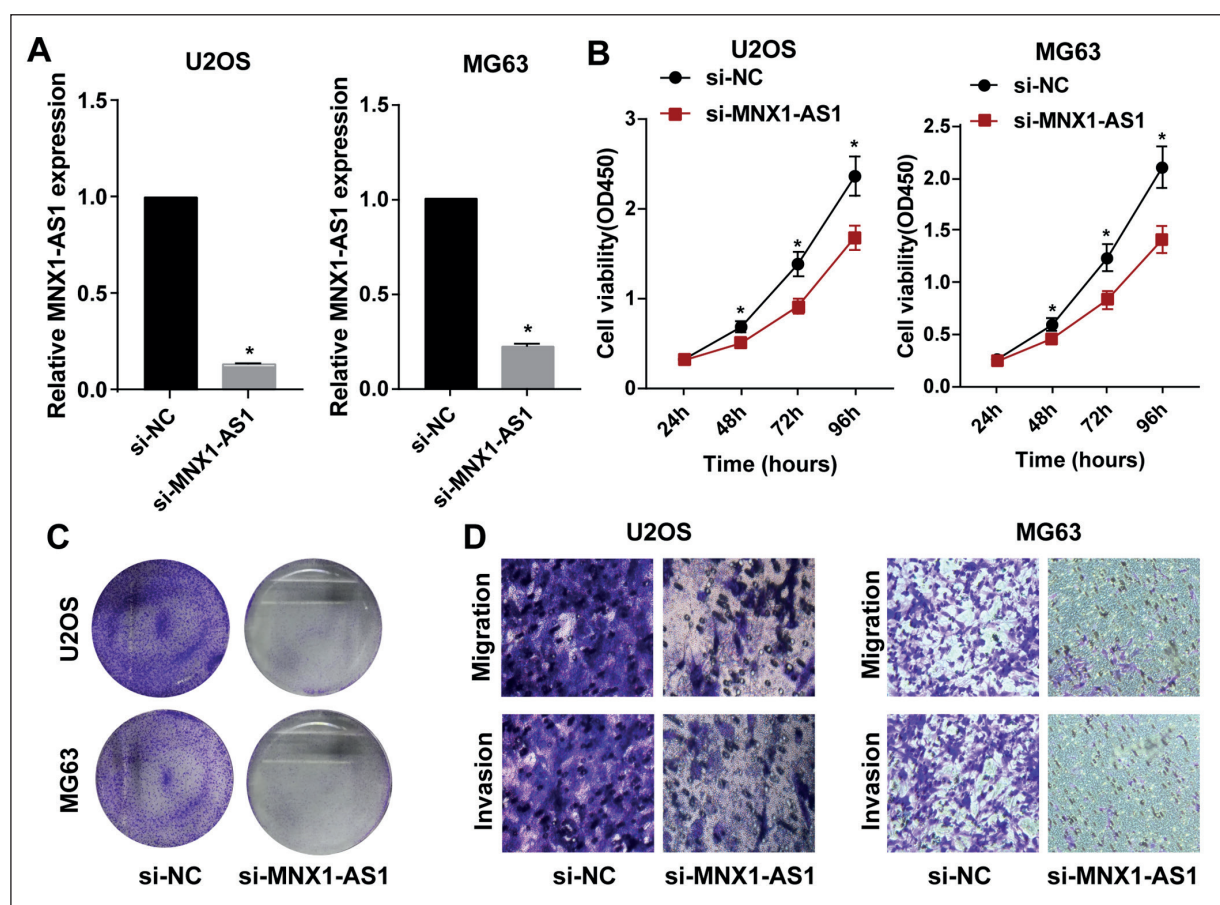 A
U2OS
Relative MNX1-AS1 expression
1.5
1.0
0.5
0.0
si-NC
si-MNX1-AS1
*
MG63
Relative MNX1-AS1 expression
1.5
1.0
0.5
0.0
si-NC
si-MNX1-AS1
*
B
U2OS
si-NC
si-MNX1-AS1
Cell viability(OD450)
3
2
1
0
* * *
24h 48h 72h 96h
Time (hours)
MG63
si-NC
si-MNX1-AS1
Cell viability(OD450)
2.5
2.0
1.5
1.0
0.5
0.0
* * *
24h 48h 72h 96h
Time (hours)
C
U2OS
MG63
si-NC si-MNX1-AS1
D
U2OS
Migration
Invasion
si-NC si-MNX1-AS1
MG63
Migration
Invasion
si-NC si-MNX1-AS1